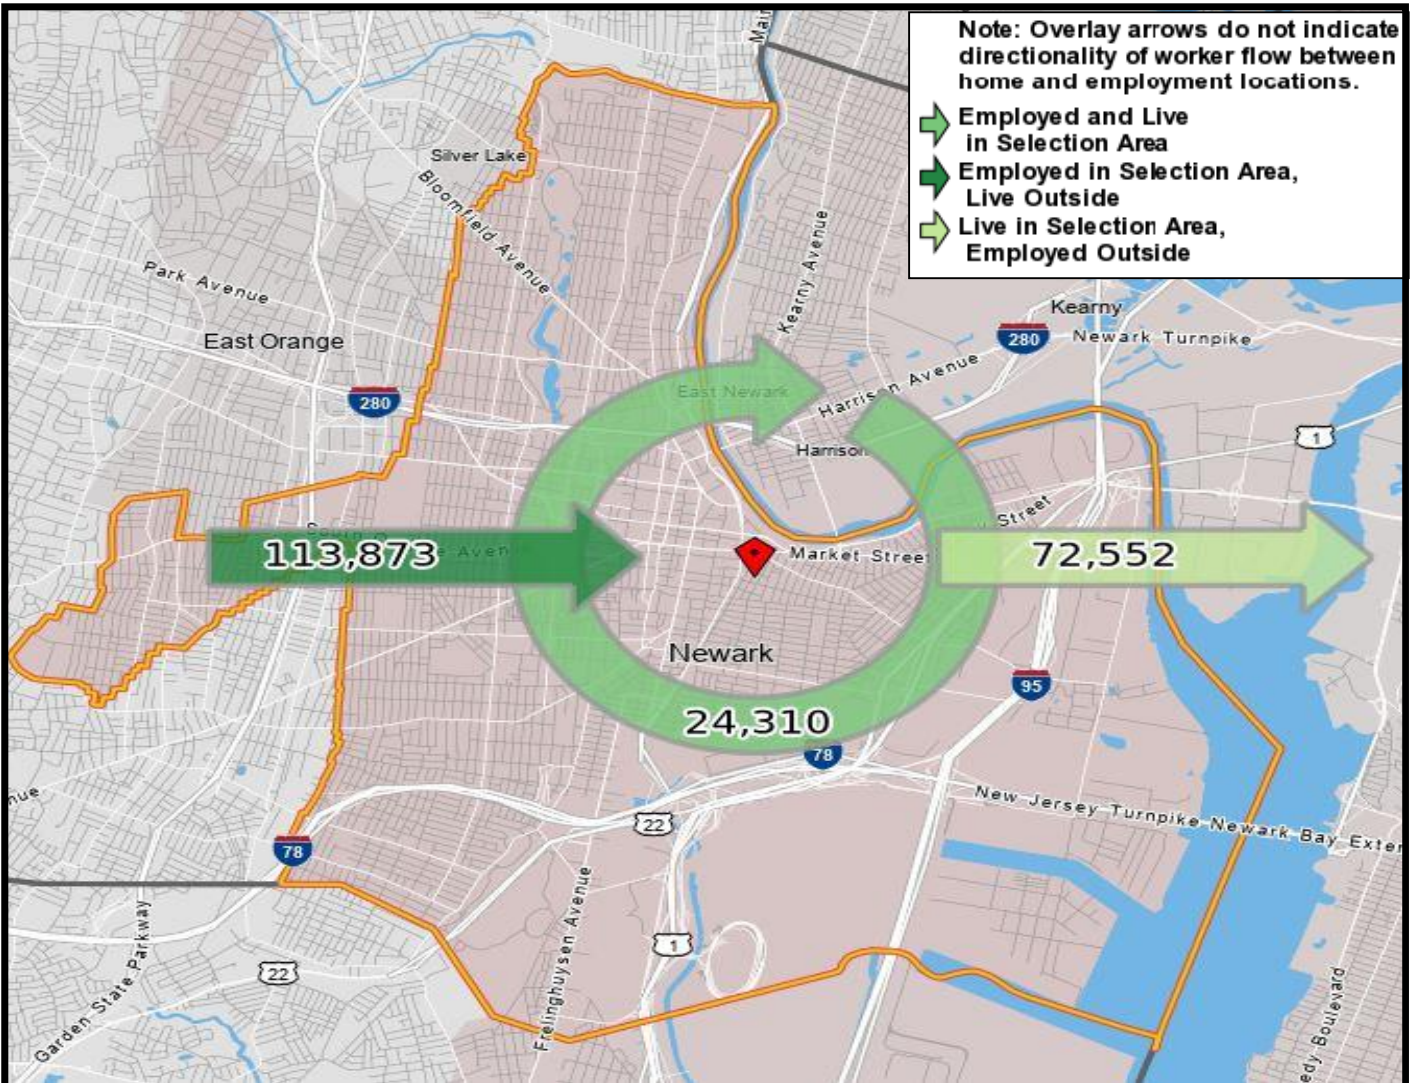 Note: Overlay arrows do not indicate
directionality of worker flow between
home and employment locations.
Employed and Live
in Selection Area
Employed in Selection Area,
Live Outside
Live in Selection Area,
Employed Outside
Silver Lake
Bloomfield Avenue
Park Avenue
Kearny Avenue
Kearny
280
Newark Turnpike
East Orange
280
East Newark
Harrison Avenue
1
Harrison
Street
113,873
Market Street
72,552
Newark
95
24,310
78
New Jersey Turnpike Newark Bay Exter
22
78
Frelinghuysen Avenue
1
22
Garden State Parkway
edy Boulevard